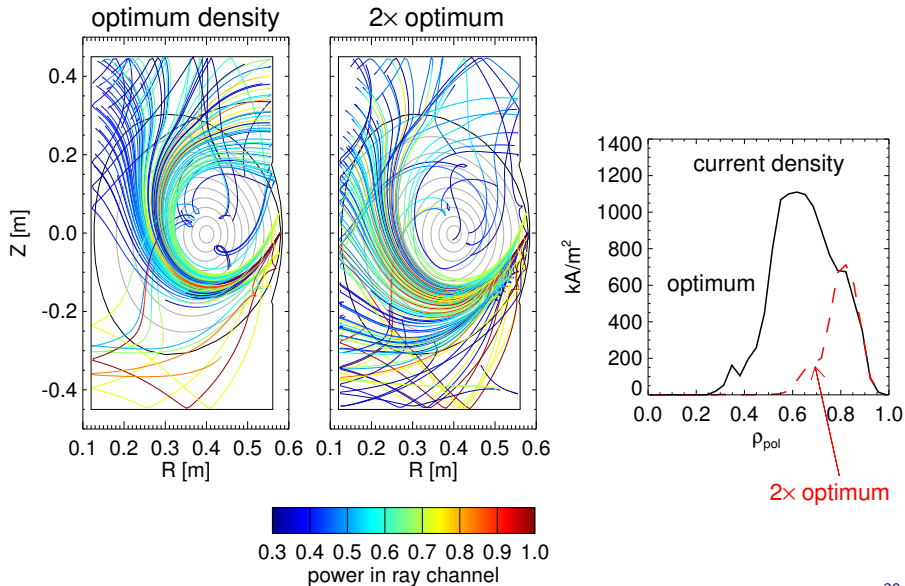 optimum density
2× optimum
0.4
0.2
0.0
-0.2
-0.4
Z [m]
0.1 0.2 0.3 0.4 0.5 0.6
R [m]
0.1 0.2 0.3 0.4 0.5 0.6
R [m]
0.3 0.4 0.5 0.6 0.7 0.8 0.9 1.0
power in ray channel
current density
1400
1200
1000
800
600
400
200
0
kA/m²
optimum
0.0 0.2 0.4 0.6 0.8 1.0
ρpol
2× optimum